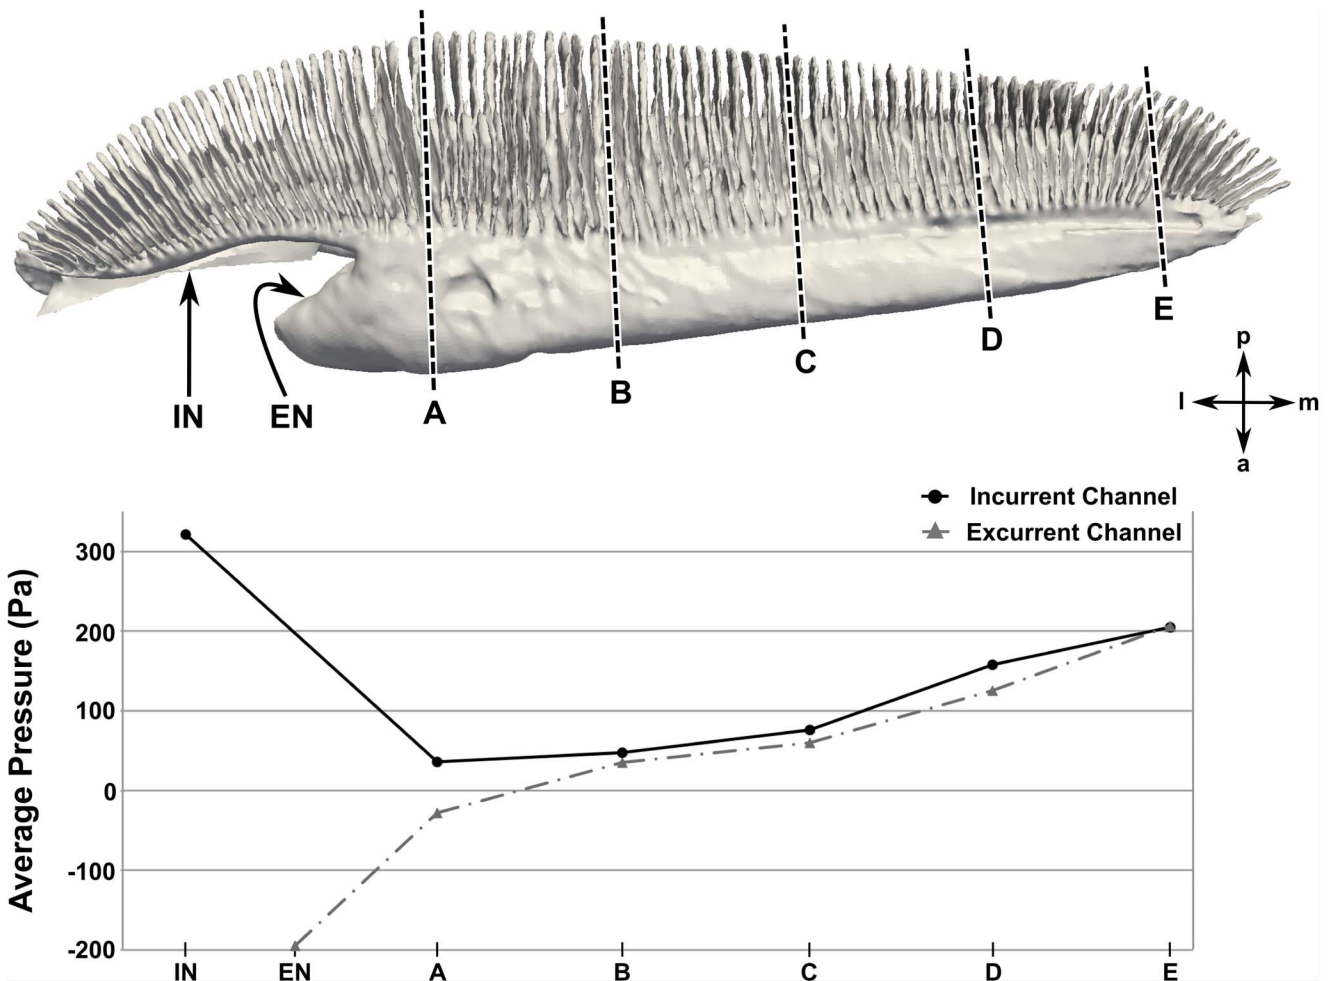 A
B
C
D
E
IN
EN
p
l
m
a
Incurrent Channel
Excurrent Channel
Average Pressure (Pa)
300
200
100
0
-100
-200
IN
EN
A
B
C
D
E